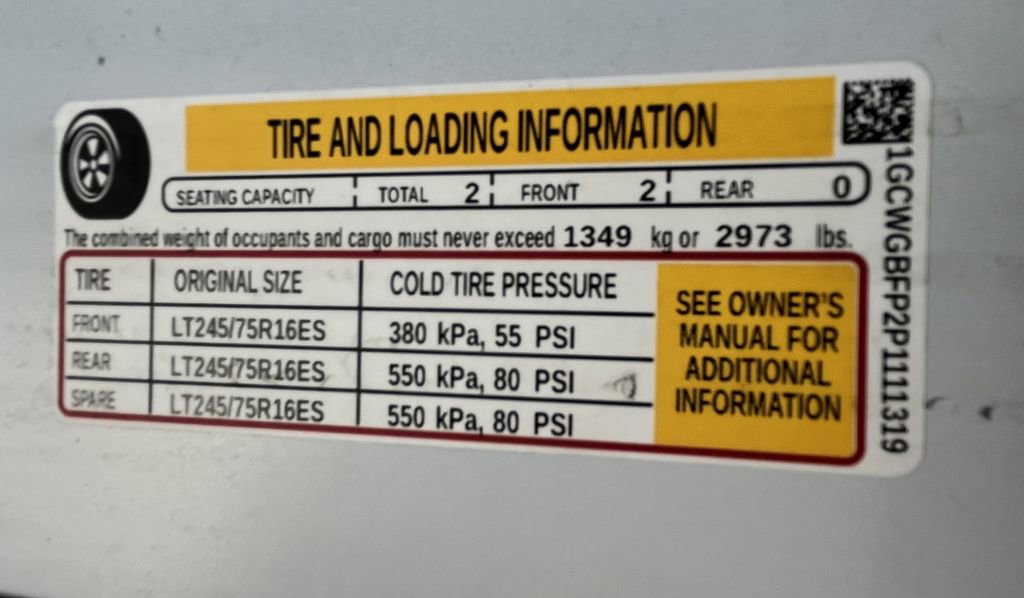 TIRE AND LOADING INFORMATION
SEATING CAPACITY TOTAL 2 FRONT 2 REAR 0
The combined weight of occupants and cargo must never exceed 1349 kg or 2973 lbs.
TIRE ORIGINAL SIZE COLD TIRE PRESSURE
FRONT LT245/75R16ES 380 kPa, 55 PSI
REAR LT245/75R16ES 550 kPa, 80 PSI
SPARE LT245/75R16ES 550 kPa, 80 PSI
SEE OWNER'S
MANUAL FOR
ADDITIONAL
INFORMATION
1GCWGBFP2P1111319